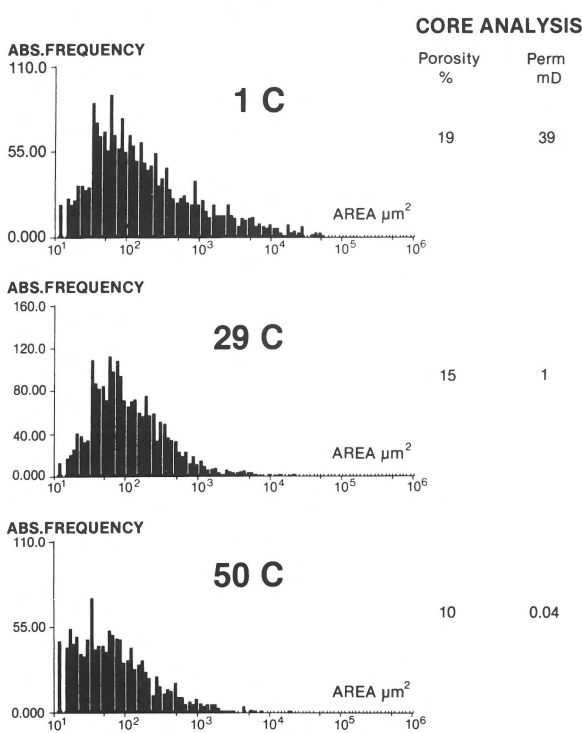 CORE ANALYSIS
ABS.FREQUENCY
Porosity Perm
% mD
110.0
1 C
19 39
55.00
AREA µm²
0.000
10¹ 10² 10³ 10⁴ 10⁵ 10⁶
ABS.FREQUENCY
160.0
29 C
120.0
15 1
80.00
40.00
AREA µm²
0.000
10¹ 10² 10³ 10⁴ 10⁵ 10⁶
ABS.FREQUENCY
110.0
50 C
10 0.04
55.00
AREA µm²
0.000
10¹ 10² 10³ 10⁴ 10⁵ 10⁶